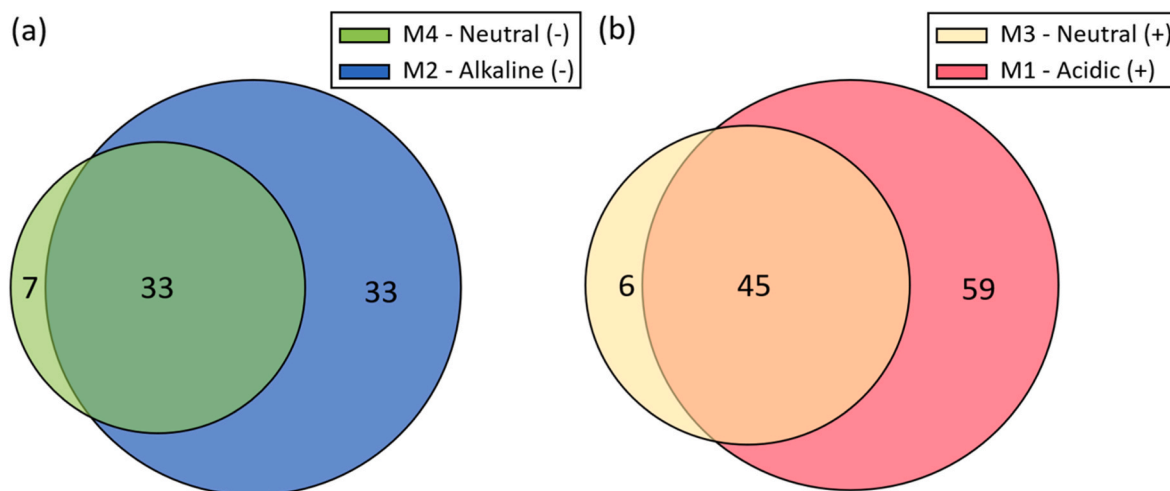 (a)
M4 - Neutral (-)
M2 - Alkaline (-)
7
33
33
(b)
M3 - Neutral (+)
M1 - Acidic (+)
6
45
59